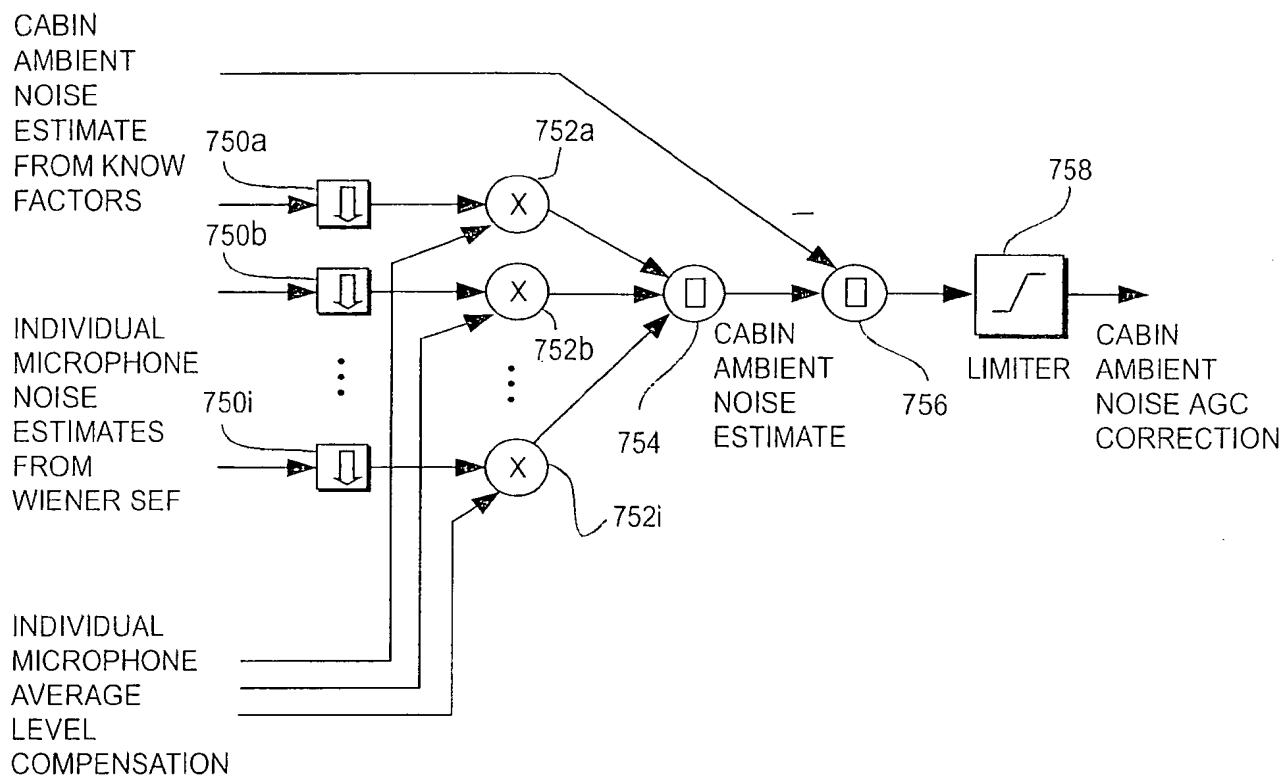 CABIN
AMBIENT
NOISE
ESTIMATE
FROM KNOW
FACTORS
750a
752a
758
X
750b
X
752b
INDIVIDUAL
MICROPHONE
NOISE
ESTIMATES
FROM
WIENER SEF
750i
X
752i
754
CABIN
AMBIENT
NOISE
ESTIMATE
756
LIMITER
CABIN
AMBIENT
NOISE AGC
CORRECTION
INDIVIDUAL
MICROPHONE
AVERAGE
LEVEL
COMPENSATION